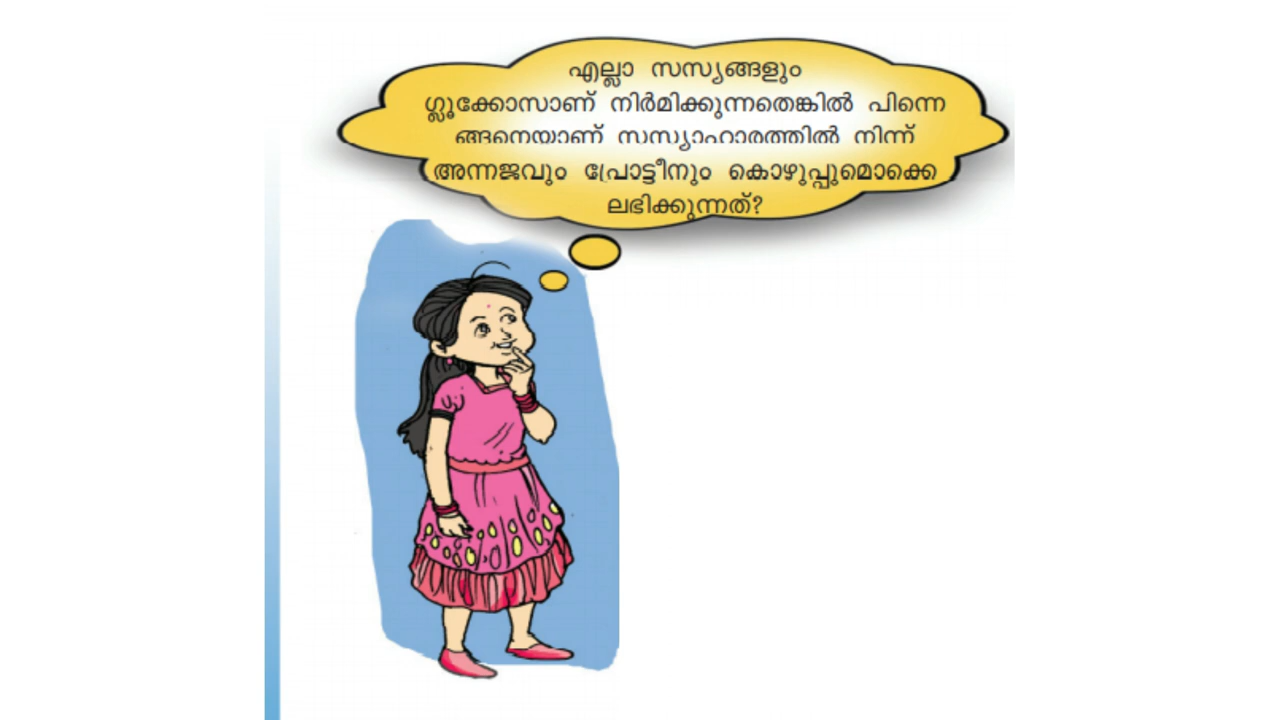 എല്ലാ സസ്യങ്ങളും
ഗ്ലൂക്കോസാണ് നിർമിക്കുന്നതെങ്കിൽ പിന്നെ
ങ്ങനെയാണ് സസ്യാഹാരത്തിൽ നിന്ന്
അന്നജവും പ്രോട്ടീനും കൊഴുപ്പുമൊക്കെ
ലഭിക്കുന്നത്?